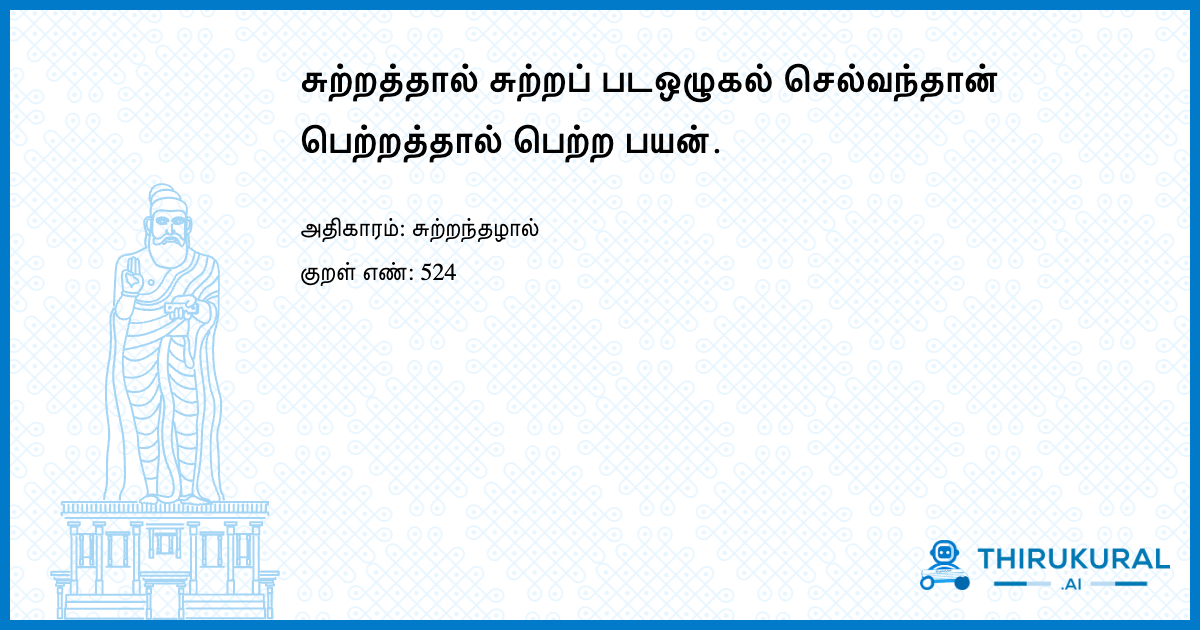 சுற்றத்தால் சுற்றப் படஒழுகல் செல்வந்தான்
பெற்றத்தால் பெற்ற பயன்.
அதிகாரம்: சுற்றந்தழால்
குறள் எண்: 524
THIRUKURAL
.AI